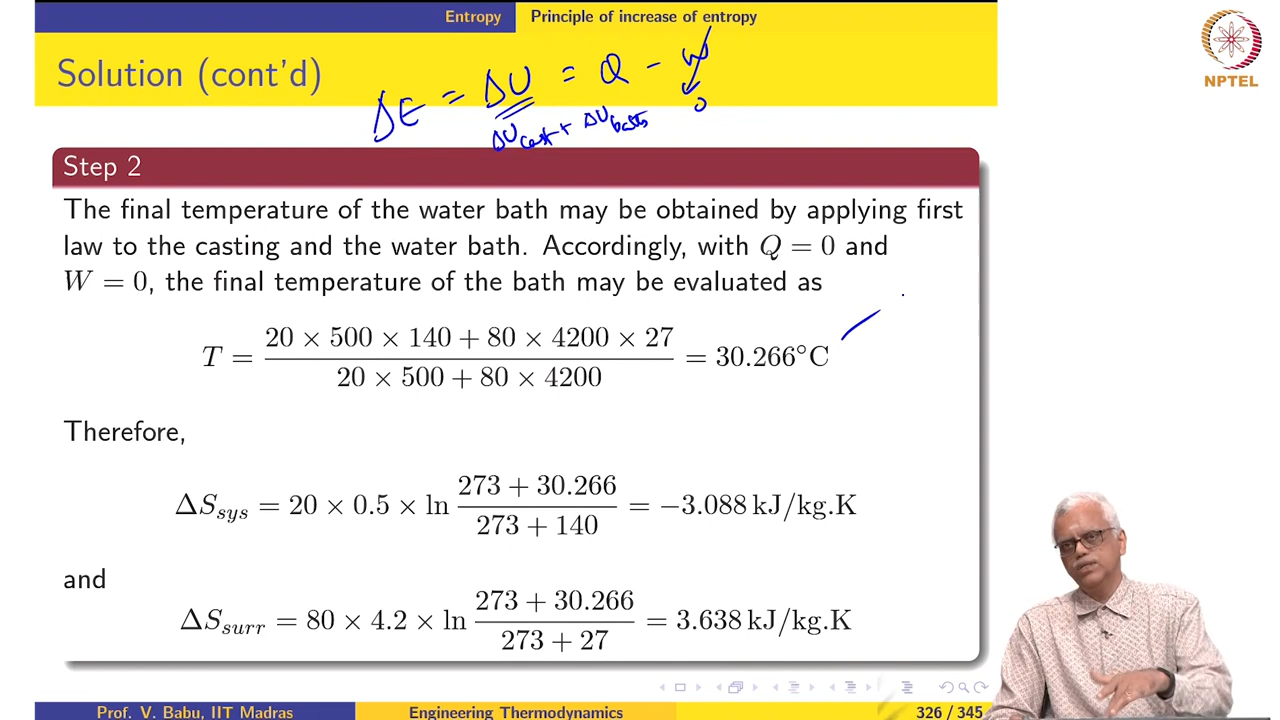 Entropy Principle of increase of entropy
NPTEL
Solution (cont'd)
ΔE = ΔU = Q - W
0
ΔUcast + ΔUbath
Step 2
The final temperature of the water bath may be obtained by applying first
law to the casting and the water bath. Accordingly, with Q = 0 and
W = 0, the final temperature of the bath may be evaluated as
T = (20 × 500 × 140 + 80 × 4200 × 27) / (20 × 500 + 80 × 4200) = 30.266°C
Therefore,
ΔS_sys = 20 × 0.5 × ln (273 + 30.266) / (273 + 140) = −3.088 kJ/kg.K
and
ΔS_surr = 80 × 4.2 × ln (273 + 30.266) / (273 + 27) = 3.638 kJ/kg.K
Prof. V. Babu, IIT Madras Engineering Thermodynamics 326 / 345